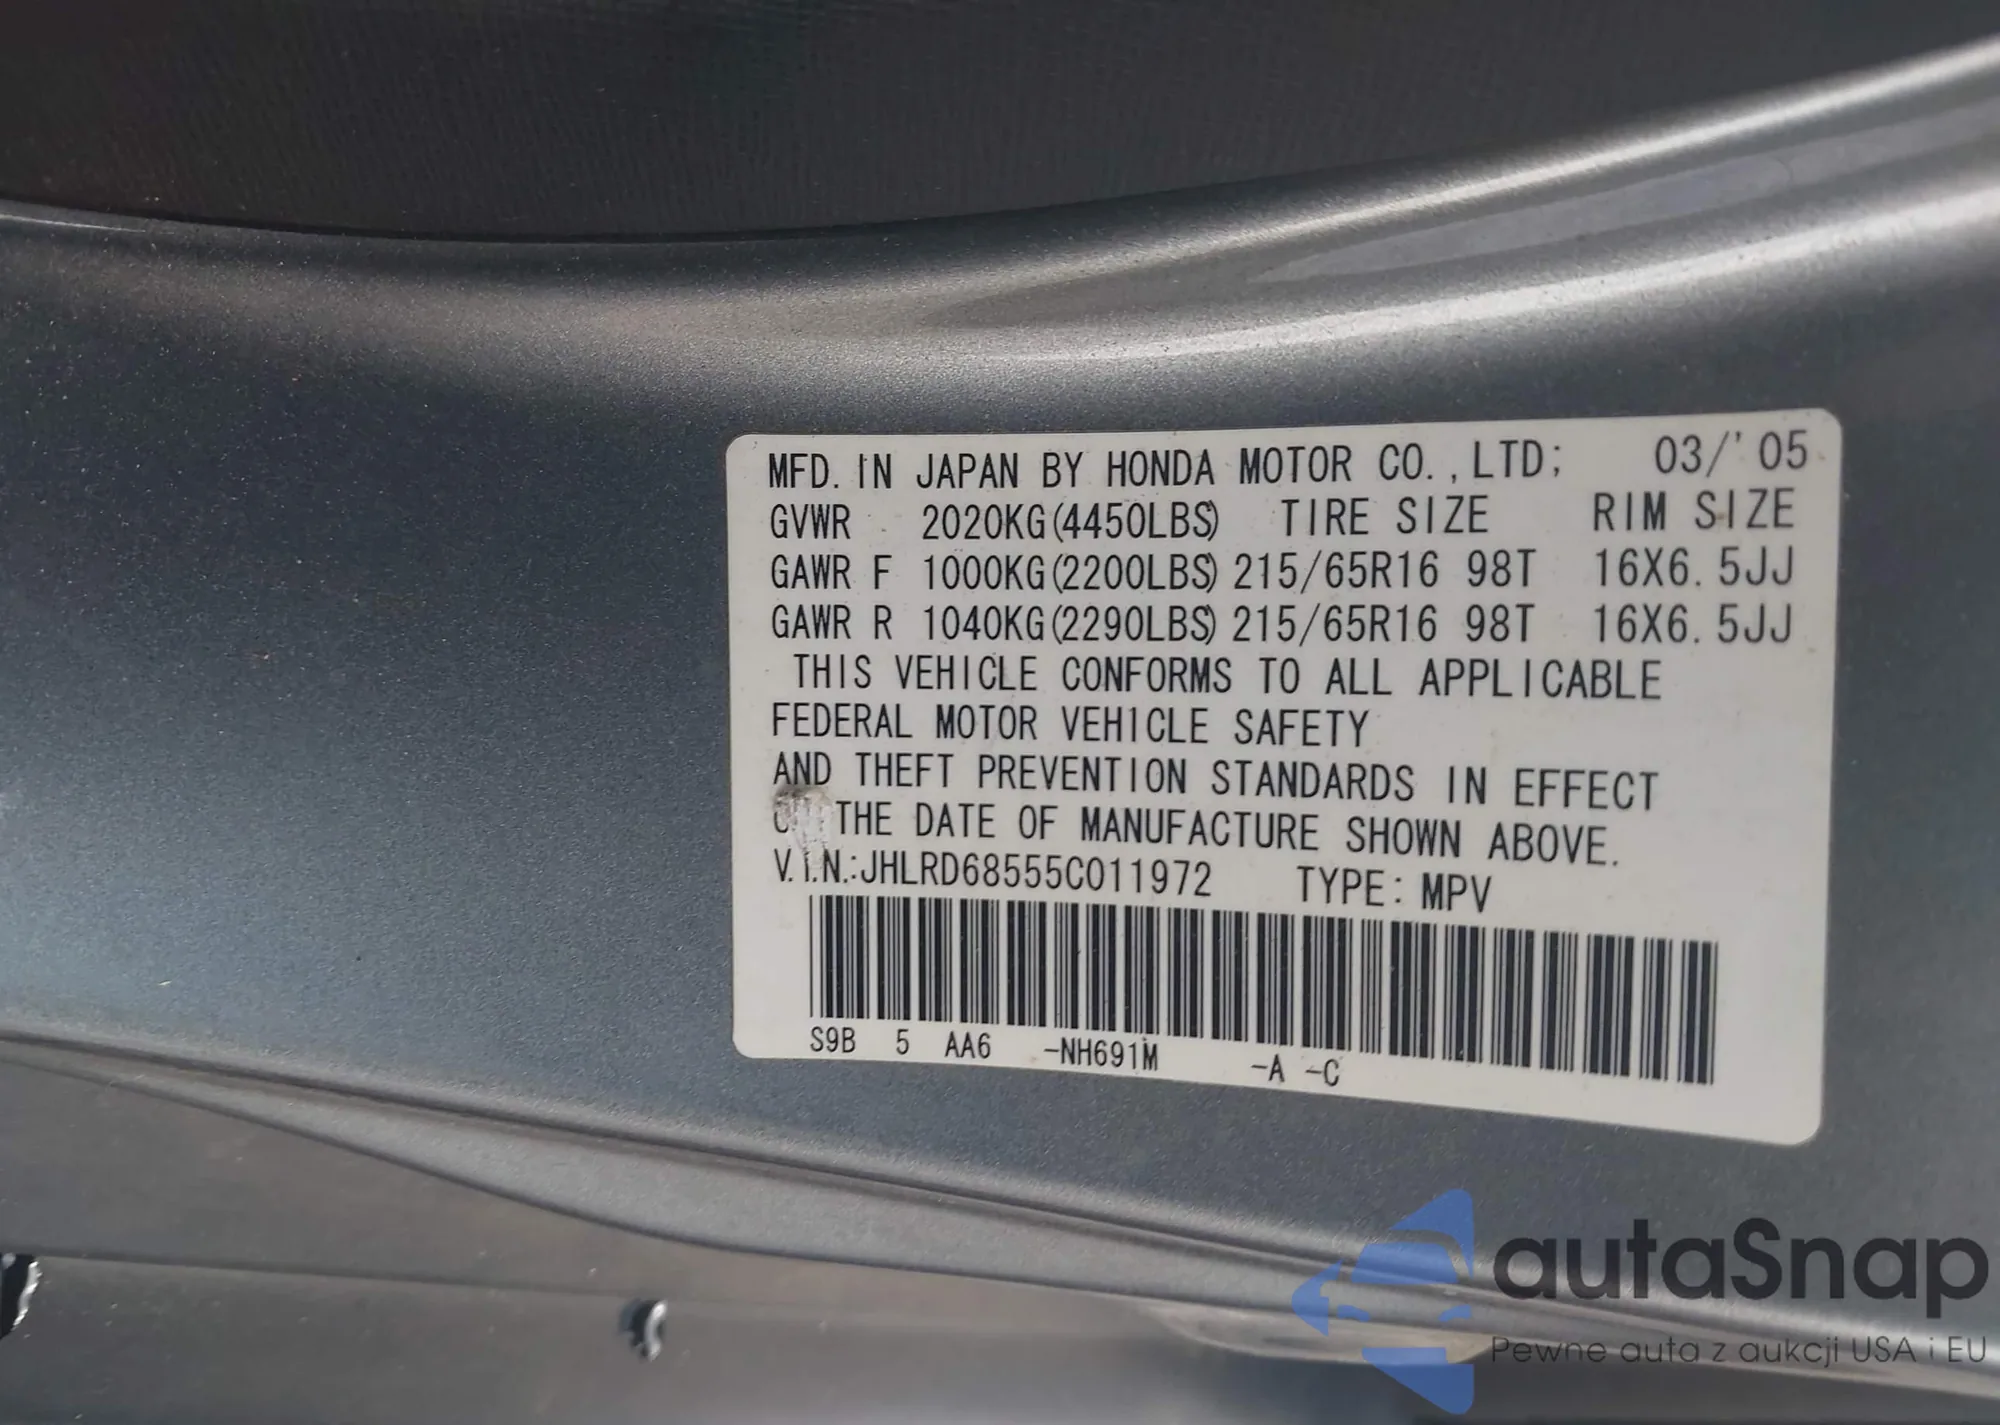 MFD. IN JAPAN BY HONDA MOTOR CO.,LTD; 03/'05
GVWR 2020KG(4450LBS) TIRE SIZE RIM SIZE
GAWR F 1000KG(2200LBS) 215/65R16 98T 16X6.5JJ
GAWR R 1040KG(2290LBS) 215/65R16 98T 16X6.5JJ
THIS VEHICLE CONFORMS TO ALL APPLICABLE
FEDERAL MOTOR VEHICLE SAFETY
AND THEFT PREVENTION STANDARDS IN EFFECT
THE DATE OF MANUFACTURE SHOWN ABOVE.
V.I.N.:JHLRD68555C011972 TYPE: MPV
S9B 5 AA6 -NH691M -A -C
autaSnap
Pewne auta z aukcji USA i EU